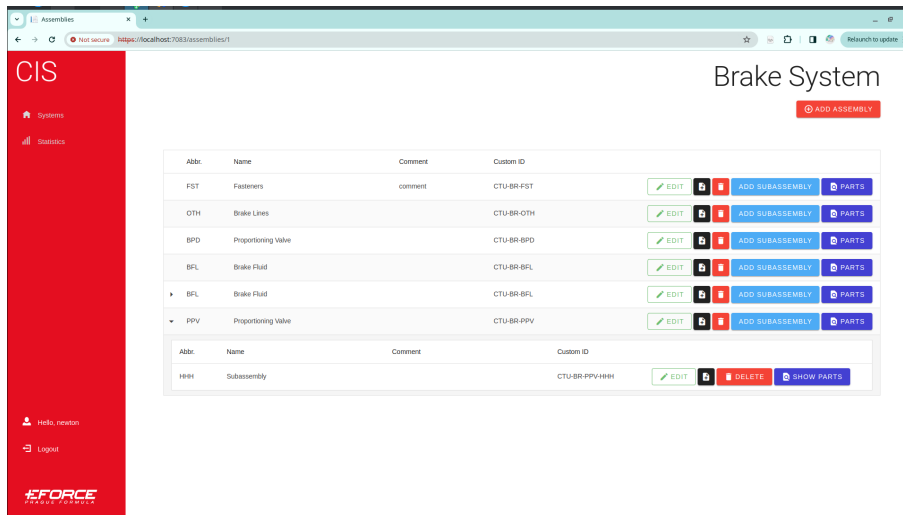 Assemblies
Not secure https://localhost:7083/assemblies/1
Relaunch to update
CIS
Brake System
ADD ASSEMBLY
Systems
Statistics
Abbr. Name Comment Custom ID
FST Fasteners comment CTU-BR-FST EDIT ADD SUBASSEMBLY PARTS
OTH Brake Lines CTU-BR-OTH EDIT ADD SUBASSEMBLY PARTS
BPD Proportioning Valve CTU-BR-BPD EDIT ADD SUBASSEMBLY PARTS
BFL Brake Fluid CTU-BR-BFL EDIT ADD SUBASSEMBLY PARTS
BFL Brake Fluid CTU-BR-BFL EDIT ADD SUBASSEMBLY PARTS
PPV Proportioning Valve CTU-BR-PPV EDIT ADD SUBASSEMBLY PARTS
Abbr. Name Comment Custom ID
HHH Subassembly CTU-BR-PPV-HHH EDIT DELETE SHOW PARTS
Hello, newton
Logout
EFORCE
PRAGUE FORMULA